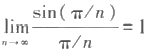 lim_{n→∞} sin(π/n)/(π/n) = 1